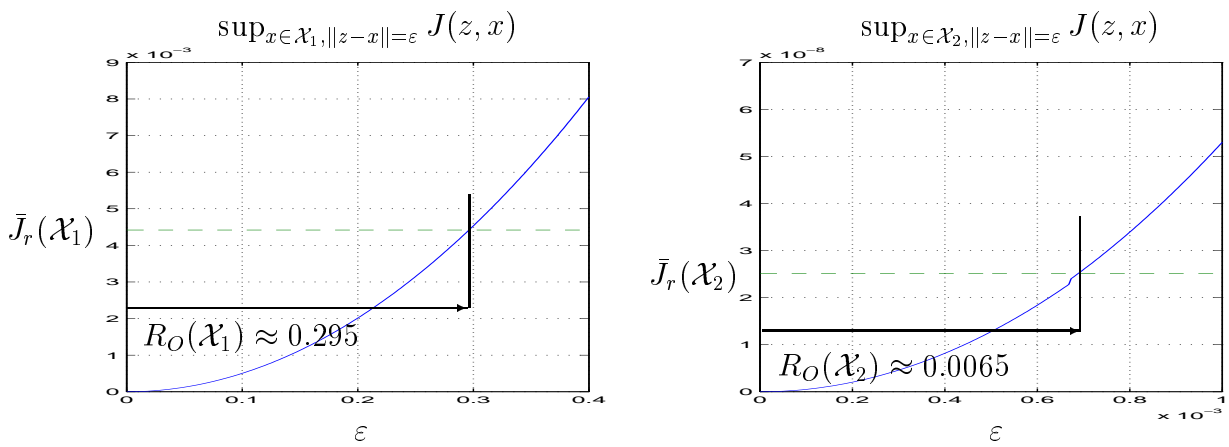 sup_{x∈𝒳₁,‖z−x‖=ε} J(z, x)
x 10⁻³
9
8
7
6
5
4
3
2
1
0
J̄_r(𝒳₁)
R_O(𝒳₁) ≈ 0.295
0 0.1 0.2 0.3 0.4
ε
sup_{x∈𝒳₂,‖z−x‖=ε} J(z, x)
x 10⁻⁸
7
6
5
4
3
2
1
0
J̄_r(𝒳₂)
R_O(𝒳₂) ≈ 0.0065
0 0.2 0.4 0.6 0.8 1
x 10⁻³
ε